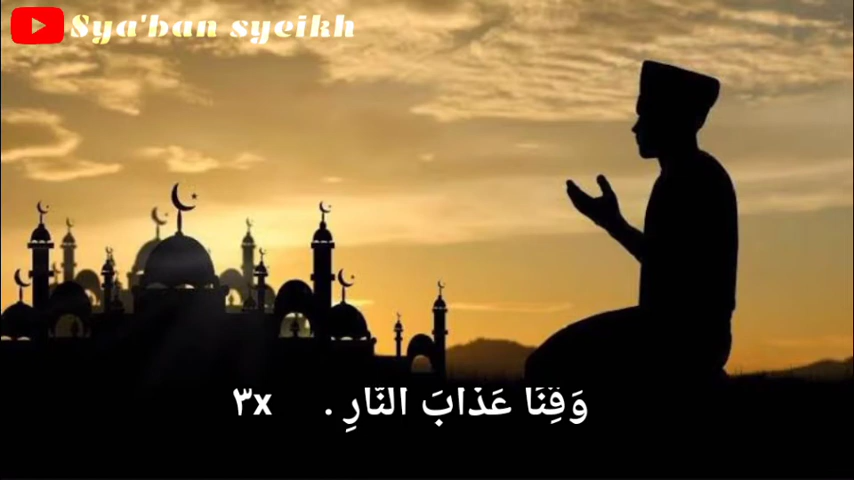 Sya'ban syeikh
وَقِنَا عَذَابَ النَّارِ . ٣x